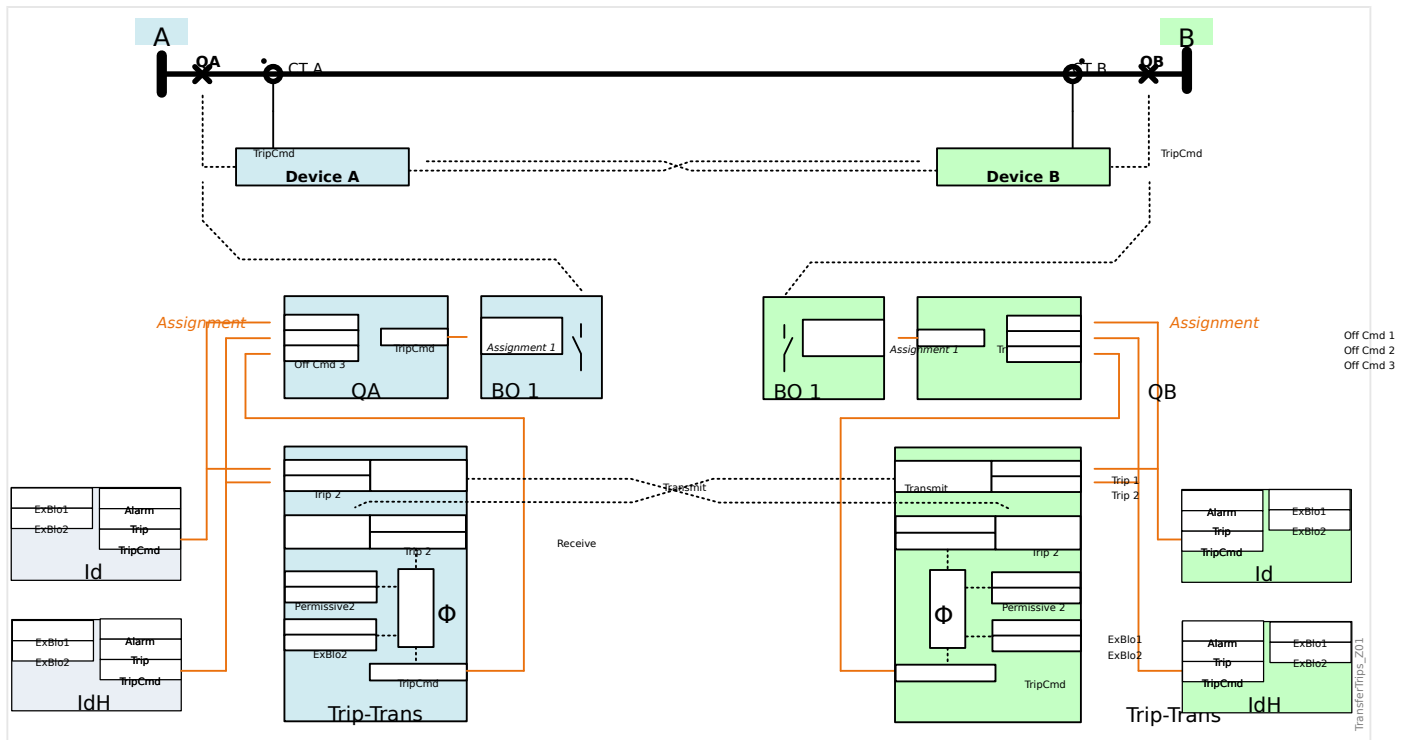 A
B
QA
CT A
CT B
QB
TripCmd
TripCmd
Device A
Device B
Assignment
Assignment
Off Cmd 1
Off Cmd 2
Off Cmd 3
TripCmd
Assignment 1
Assignment 1
Off Cmd 3
QA
BO 1
BO 1
QB
Trip 2
Transmit
Transmit
Trip 1
Trip 2
ExBlo1
Alarm
ExBlo2
Trip
TripCmd
Id
Trip 2
Receive
Trip 2
Alarm
ExBlo1
Trip
ExBlo2
TripCmd
Id
Permissive2
Φ
Φ
Permissive 2
ExBlo2
ExBlo1
ExBlo2
ExBlo1
Alarm
ExBlo2
Trip
TripCmd
IdH
TripCmd
TripCmd
Alarm
ExBlo1
Trip
ExBlo2
TripCmd
IdH
Trip-Trans
Trip-Trans
TransferTrips_Z01